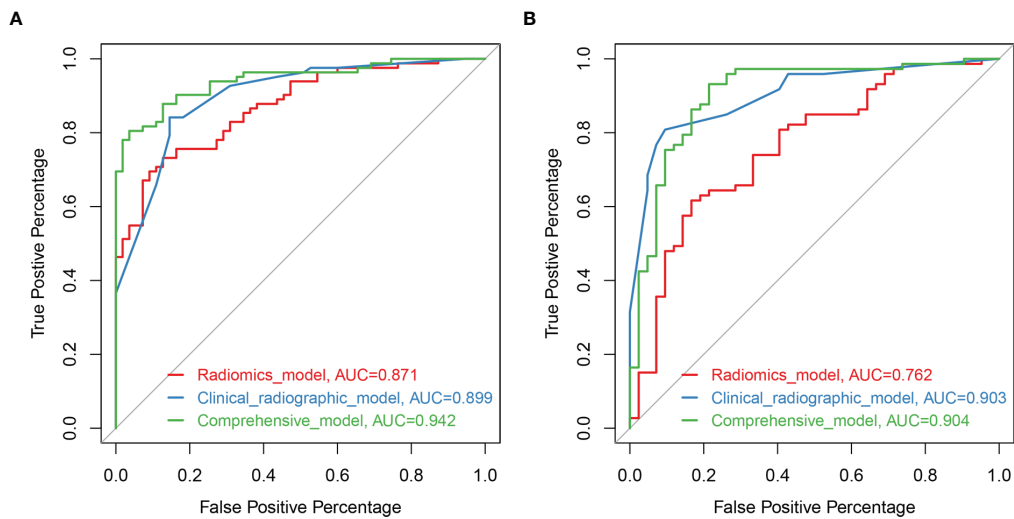 A
True Postive Percentage
1.0
0.8
0.6
0.4
0.2
0.0
Radiomics_model, AUC=0.871
Clinical_radiographic_model, AUC=0.899
Comprehensive_model, AUC=0.942
0.0 0.2 0.4 0.6 0.8 1.0
False Positive Percentage
B
True Postive Percentage
1.0
0.8
0.6
0.4
0.2
0.0
Radiomics_model, AUC=0.762
Clinical_radiographic_model, AUC=0.903
Comprehensive_model, AUC=0.904
0.0 0.2 0.4 0.6 0.8 1.0
False Positive Percentage